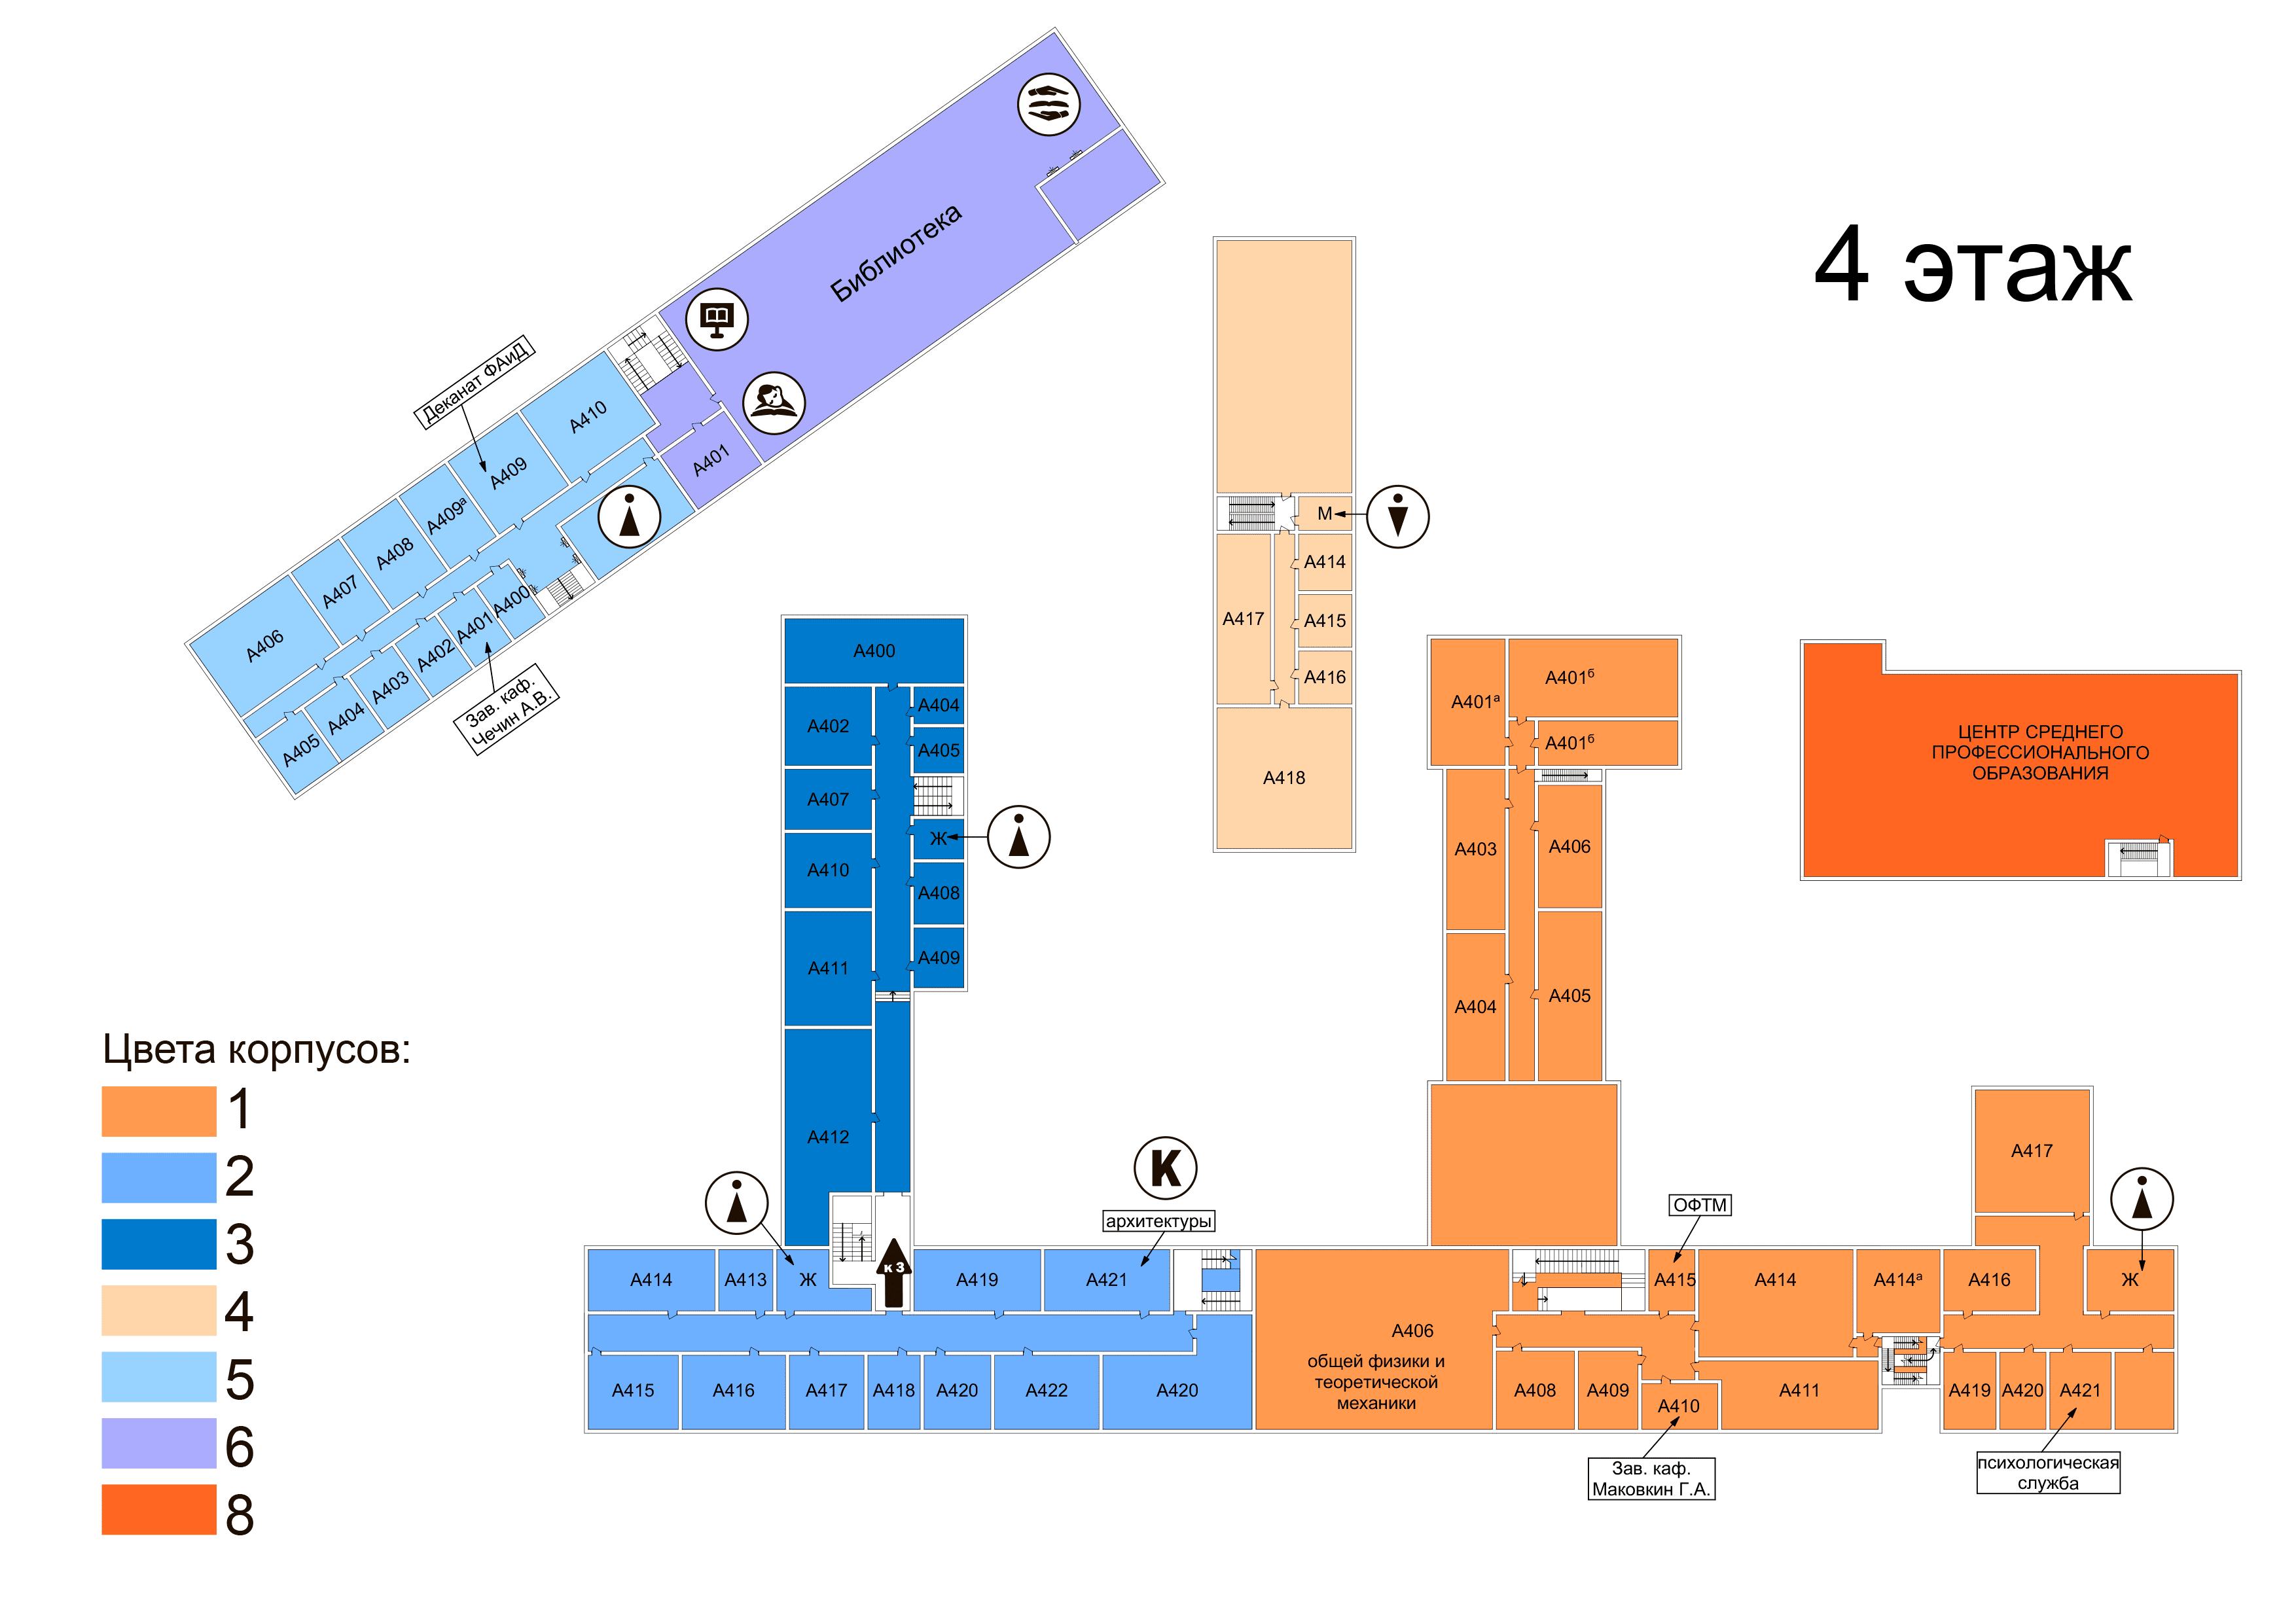 4 этаж
Библиотека
Деканат ФАиД
А410
А409
А409а
А408
А407
А406
А401
А400
А401
А402
А403
А404
А405
Зав. каф.
Чечин А.В.
М
А414
А415
А416
А417
А418
А400
А402
А404
А405
А407
Ж
А410
А408
А411
А409
А412
А401а
А401б
А401б
А403
А406
А404
А405
ЦЕНТР СРЕДНЕГО
ПРОФЕССИОНАЛЬНОГО
ОБРАЗОВАНИЯ
Цвета корпусов:
1
2
3
4
5
6
8
К
архитектуры
А414
А413
Ж
к 3
А419
А421
А415
А416
А417
А418
А420
А422
А420
А406
общей физики и
теоретической
механики
ОФТМ
А415
А414
А414а
А416
А417
Ж
А408
А409
А410
А411
А419
А420
А421
Зав. каф.
Маковкин Г.А.
психологическая
служба